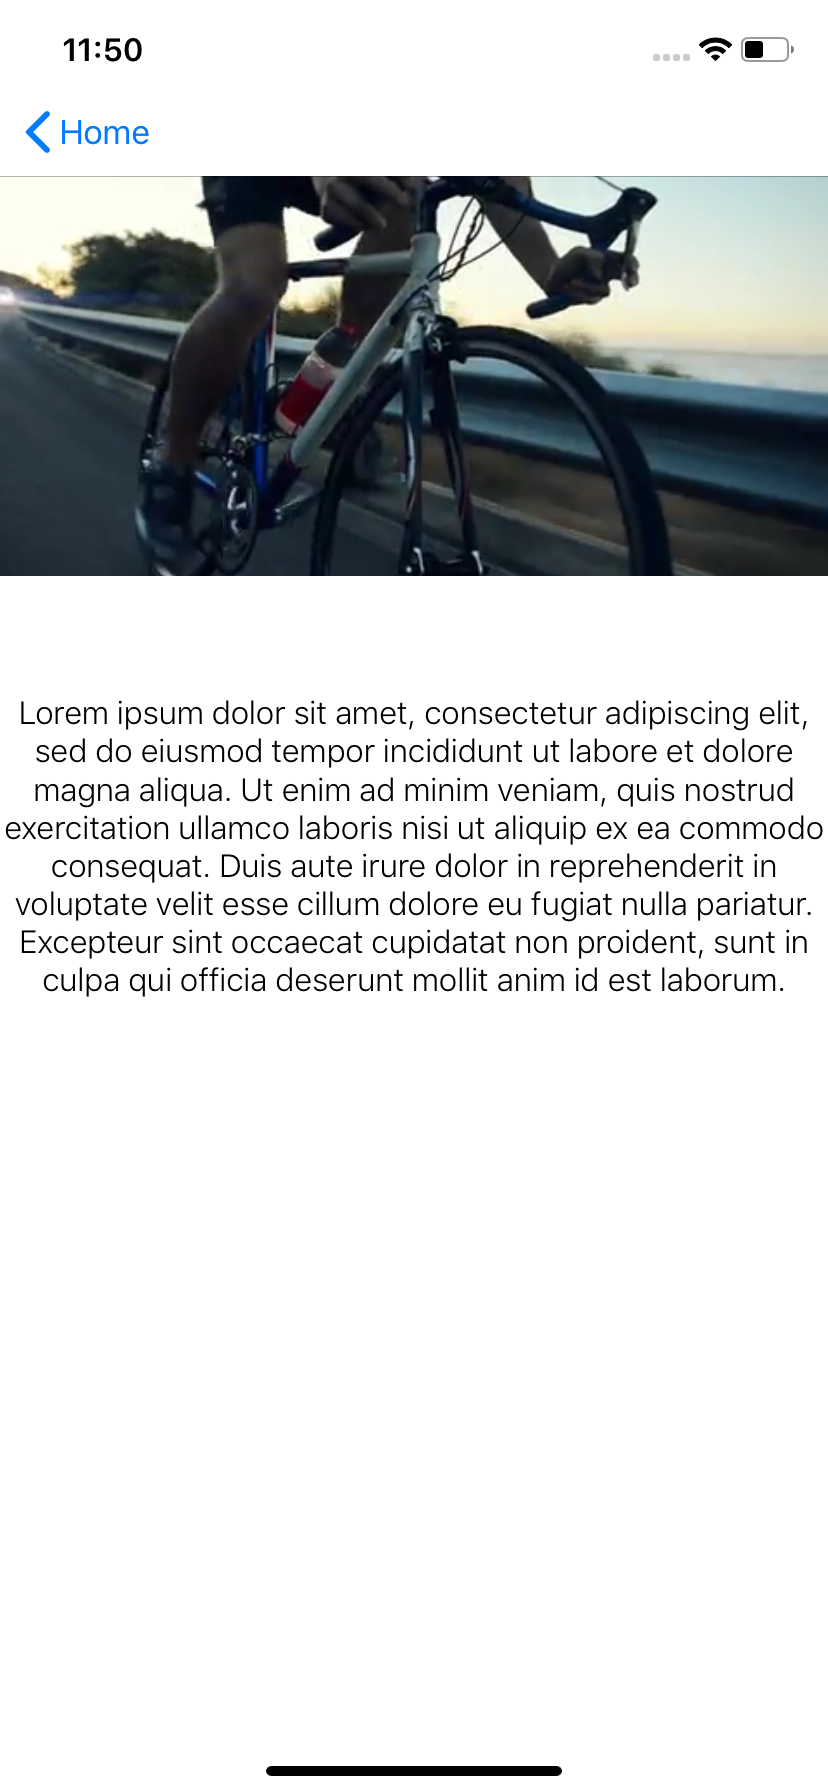 11:50
Home
Lorem ipsum dolor sit amet, consectetur adipiscing elit,
sed do eiusmod tempor incididunt ut labore et dolore
magna aliqua. Ut enim ad minim veniam, quis nostrud
exercitation ullamco laboris nisi ut aliquip ex ea commodo
consequat. Duis aute irure dolor in reprehenderit in
voluptate velit esse cillum dolore eu fugiat nulla pariatur.
Excepteur sint occaecat cupidatat non proident, sunt in
culpa qui officia deserunt mollit anim id est laborum.